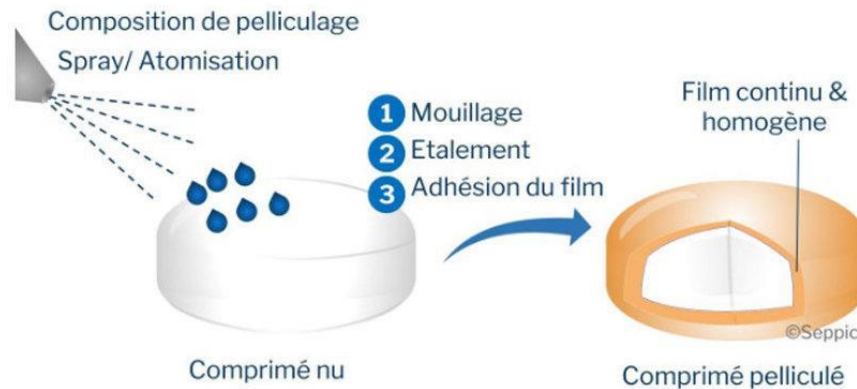 Composition de pelliculage
Spray/ Atomisation
1 Mouillage
2 Etalement
3 Adhésion du film
Film continu &
homogène
©Seppic
Comprimé nu
Comprimé pelliculé